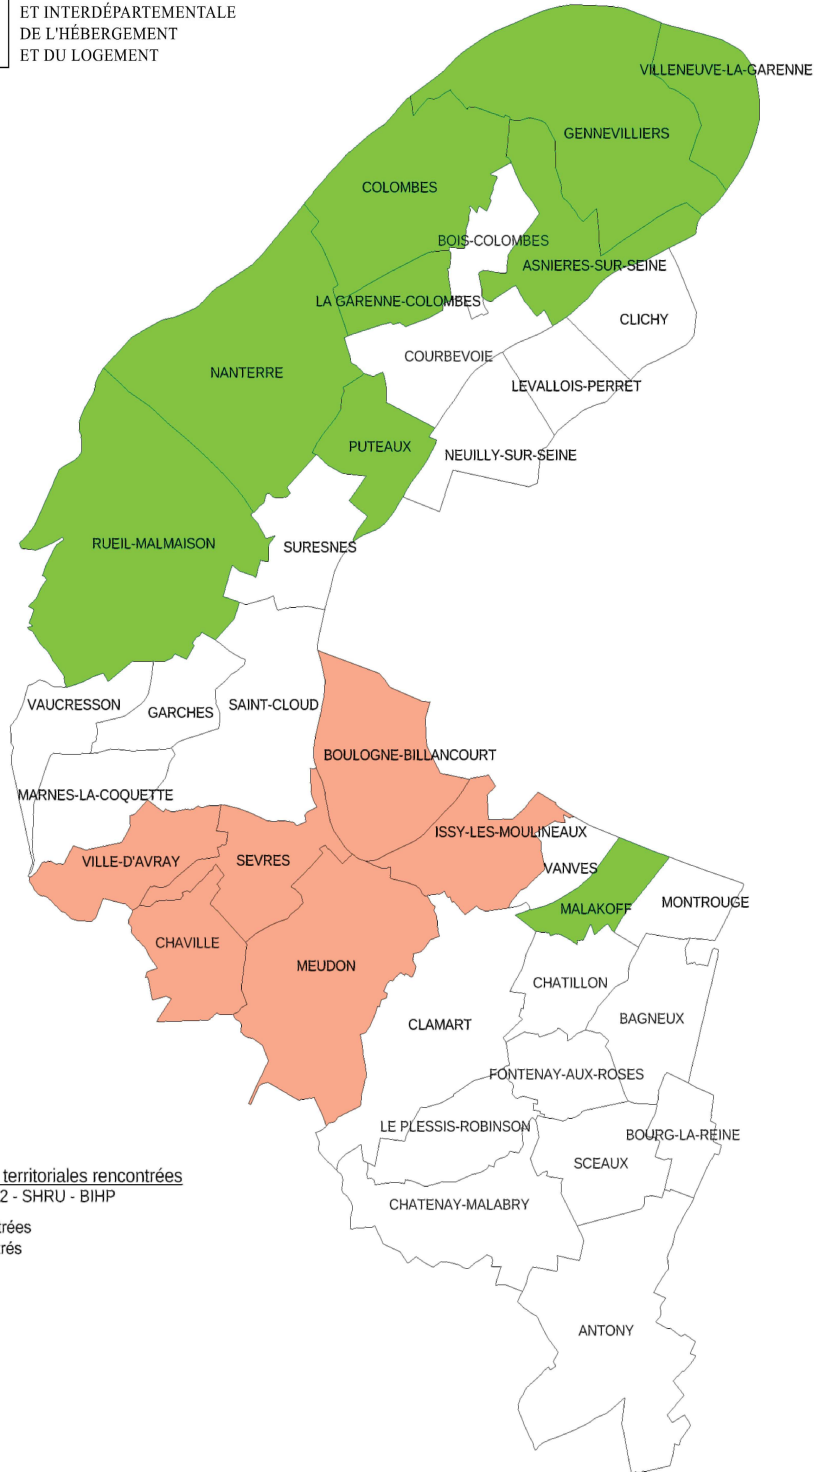 ET INTERDÉPARTEMENTALE
DE L'HÉBERGEMENT
ET DU LOGEMENT
VILLENEUVE-LA-GARENNE
GENNEVILLIERS
COLOMBES
BOIS-COLOMBES
ASNIERES-SUR-SEINE
LA GARENNE-COLOMBES
CLICHY
COURBEVOIE
NANTERRE
LEVALLOIS-PERRET
PUTEAUX
NEUILLY-SUR-SEINE
RUEIL-MALMAISON
SURESNES
VAUCRESSON
GARCHES
SAINT-CLOUD
BOULOGNE-BILLANCOURT
MARNES-LA-COQUETTE
ISSY-LES-MOULINEAUX
VILLE-D'AVRAY
SEVRES
VANVES
MALAKOFF
MONTROUGE
CHAVILLE
MEUDON
CHATILLON
BAGNEUX
CLAMART
FONTENAY-AUX-ROSES
LE PLESSIS-ROBINSON
BOURG-LA-REINE
SCEAUX
territoriales rencontrées
2 - SHRU - BIHP
CHATENAY-MALABRY
trées
trés
ANTONY